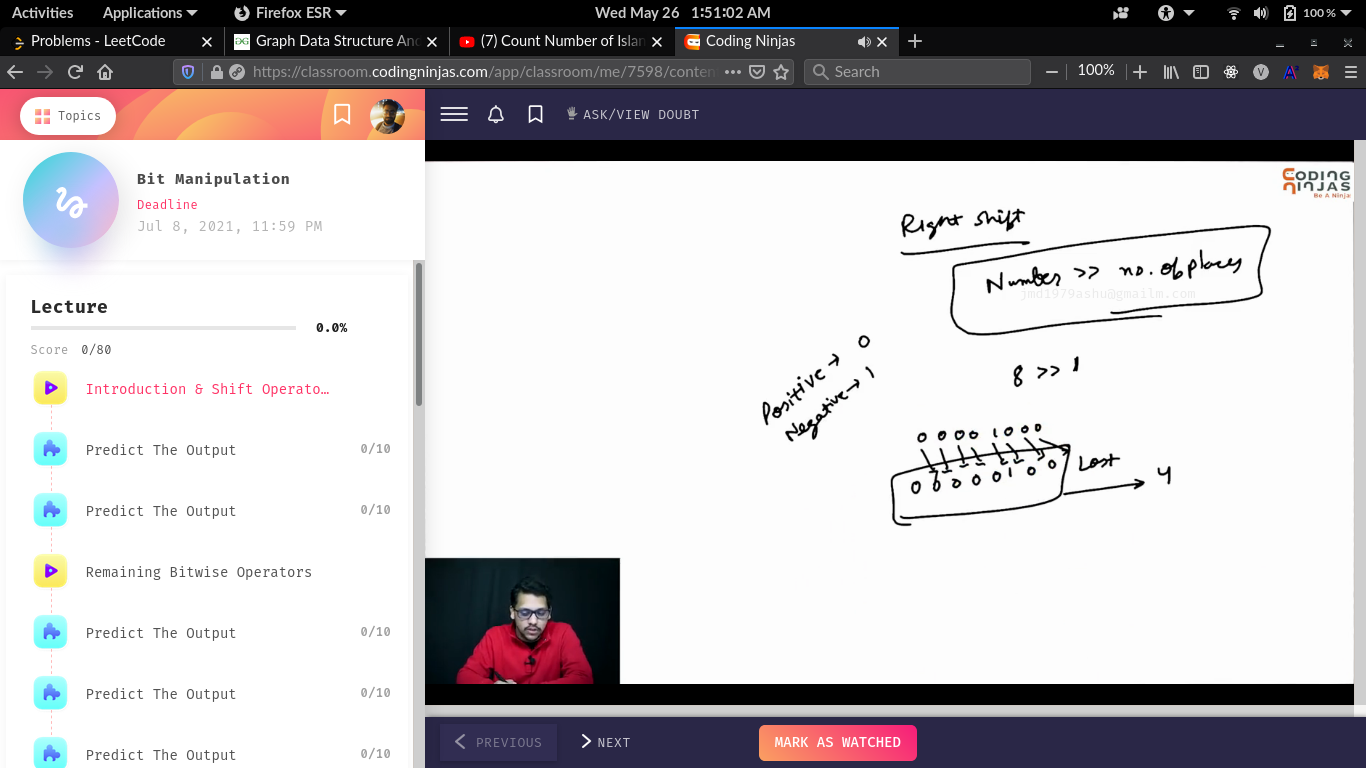 Activities Applications Firefox ESR Wed May 26 1:51:02 AM 100 %
Problems - LeetCode Graph Data Structure And (7) Count Number of Islan Coding Ninjas
https://classroom.codingninjas.com/app/classroom/me/7598/conten Search 100%
Topics
ASK/VIEW DOUBT
Bit Manipulation
Deadline
Jul 8, 2021, 11:59 PM
Lecture
0.0%
Score 0/80
Introduction & Shift Operato…
Predict The Output 0/10
Predict The Output 0/10
Remaining Bitwise Operators
Predict The Output 0/10
Predict The Output 0/10
Predict The Output 0/10
CODING
NINJAS
Be A Ninja
Right shift
Number >> no. of places
jmd1979ashu@gmailm.com
Positive → 0
Negative → 1
8 >> 1
0 0 0 0 1 0 0 0
0 0 0 0 0 1 0 0 Lost → 4
PREVIOUS NEXT MARK AS WATCHED